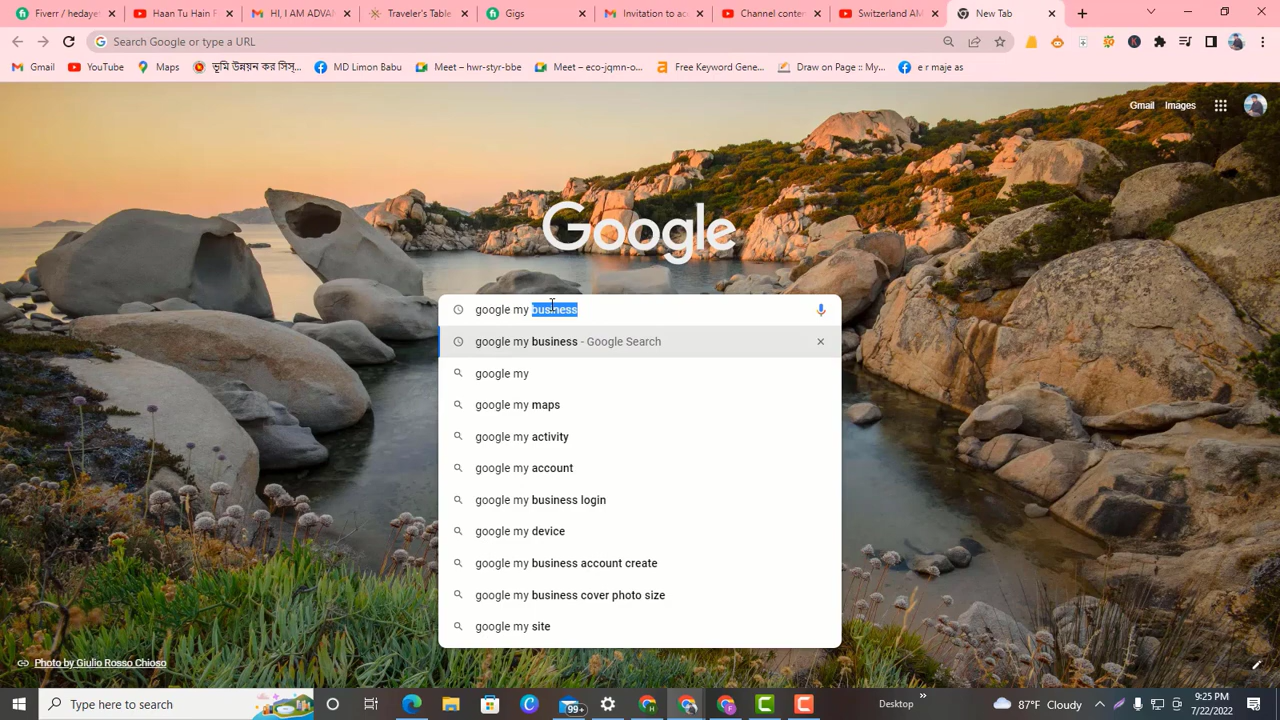 Fiverr / hedaye
Haan Tu Hain F
HI, I AM ADVA
Traveler's Table
Gigs
Invitation to ac
Channel conten
Switzerland AM
New Tab
Search Google or type a URL
Gmail
YouTube
Maps
ভূমি উন্নয়ন কর সিস্...
MD Limon Babu
Meet – hwr-styr-bbe
Meet – eco-jqmn-o...
Free Keyword Gene...
Draw on Page :: My...
e r maje as
Gmail Images
Google
google my business
google my business - Google Search
google my
google my maps
google my activity
google my account
google my business login
google my device
google my business account create
google my business cover photo size
google my site
Photo by Giulio Rosso Chioso
Type here to search
99+
Desktop
87°F Cloudy
9:25 PM
7/22/2022